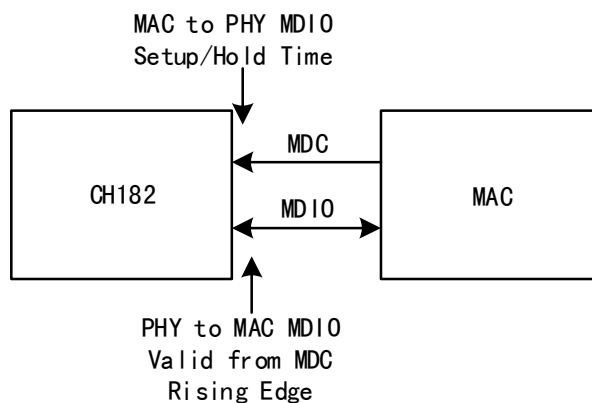 MAC to PHY MDIO
Setup/Hold Time
MDC
CH182
MAC
MDIO
PHY to MAC MDIO
Valid from MDC
Rising Edge